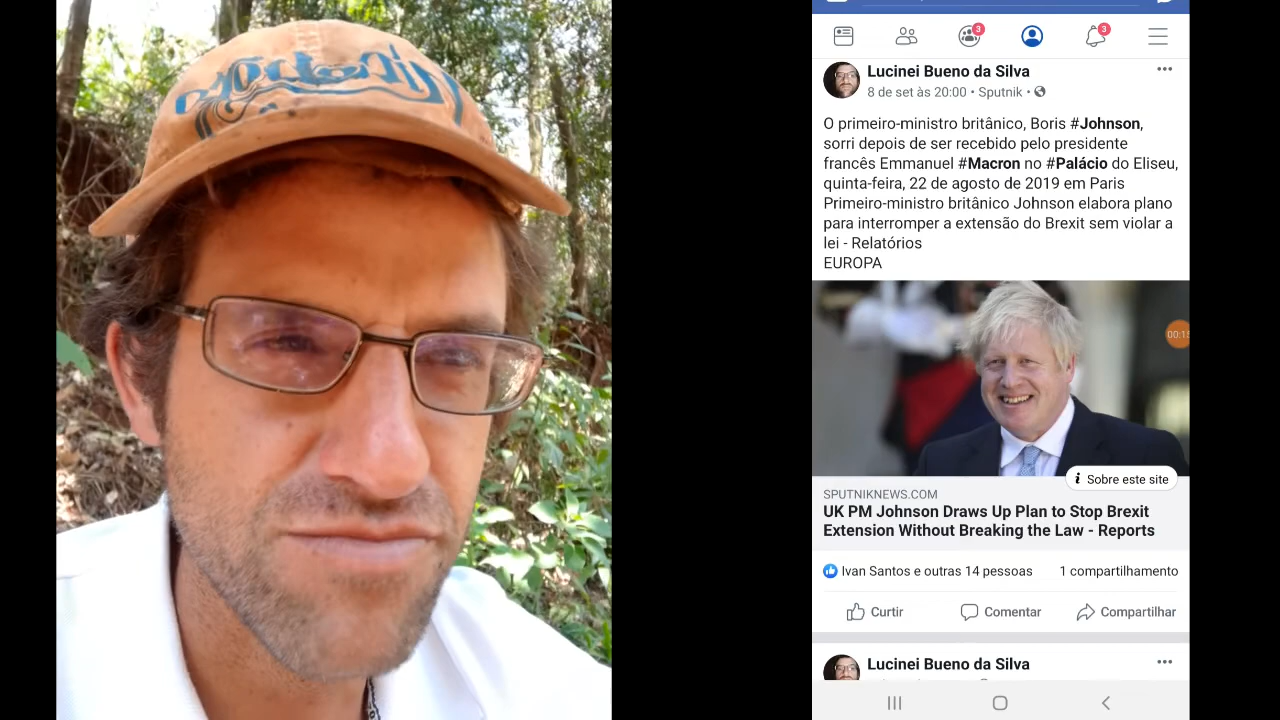 3
3
Lucinei Bueno da Silva
8 de set às 20:00 • Sputnik •
O primeiro-ministro britânico, Boris #Johnson,
sorri depois de ser recebido pelo presidente
francês Emmanuel #Macron no #Palácio do Eliseu,
quinta-feira, 22 de agosto de 2019 em Paris
Primeiro-ministro britânico Johnson elabora plano
para interromper a extensão do Brexit sem violar a
lei - Relatórios
EUROPA
Sobre este site
SPUTNIKNEWS.COM
UK PM Johnson Draws Up Plan to Stop Brexit
Extension Without Breaking the Law - Reports
Ivan Santos e outras 14 pessoas 1 compartilhamento
Curtir Comentar Compartilhar
Lucinei Bueno da Silva